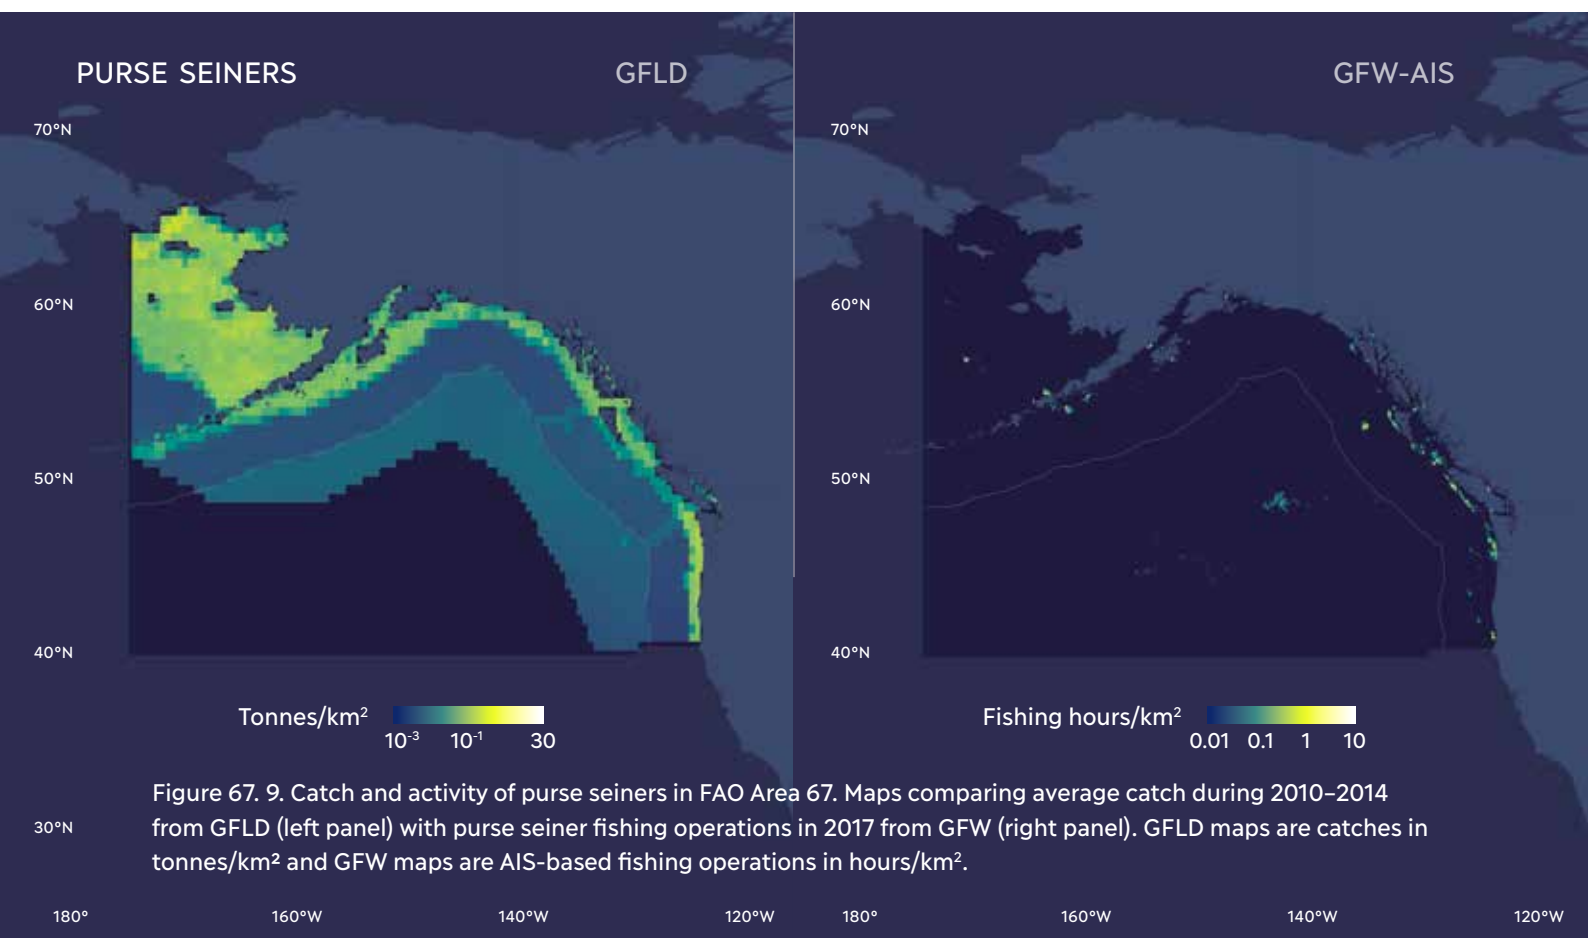 PURSE SEINERS GFLD GFW-AIS
70°N 70°N
60°N 60°N
50°N 50°N
40°N 40°N
Tonnes/km² Fishing hours/km²
10⁻³ 10⁻¹ 30 0.01 0.1 1 10
Figure 67. 9. Catch and activity of purse seiners in FAO Area 67. Maps comparing average catch during 2010–2014
30°N
from GFLD (left panel) with purse seiner fishing operations in 2017 from GFW (right panel). GFLD maps are catches in
tonnes/km² and GFW maps are AIS-based fishing operations in hours/km².
180° 160°W 140°W 120°W 180° 160°W 140°W 120°W